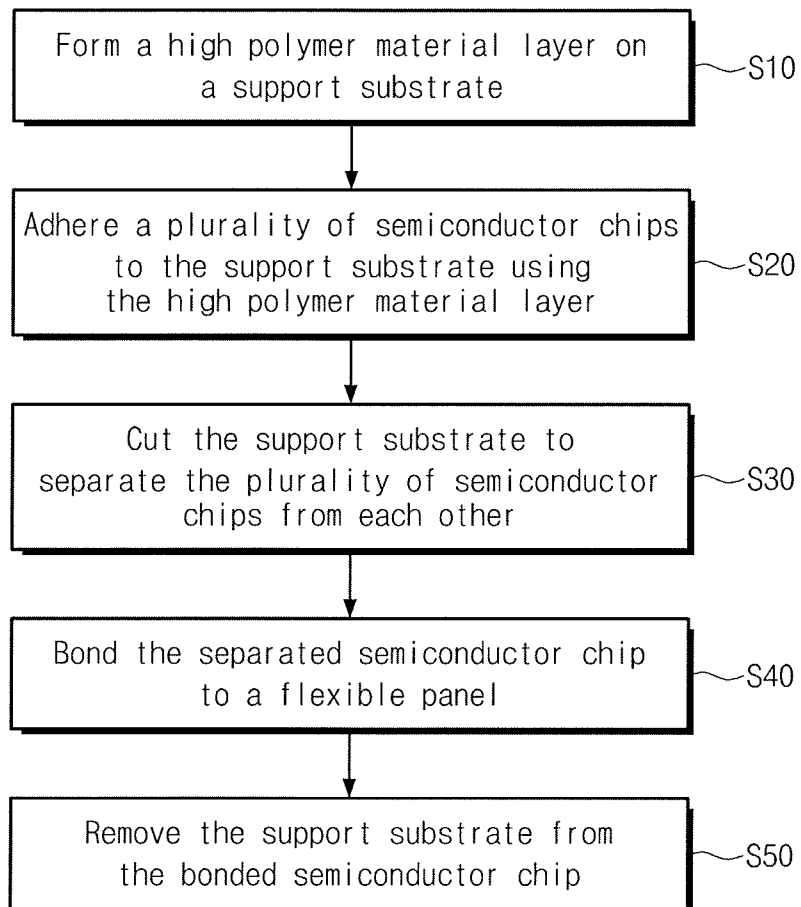 Form a high polymer material layer on
a support substrate
S10
Adhere a plurality of semiconductor chips
to the support substrate using
the high polymer material layer
S20
Cut the support substrate to
separate the plurality of semiconductor
chips from each other
S30
Bond the separated semiconductor chip
to a flexible panel
S40
Remove the support substrate from
the bonded semiconductor chip
S50